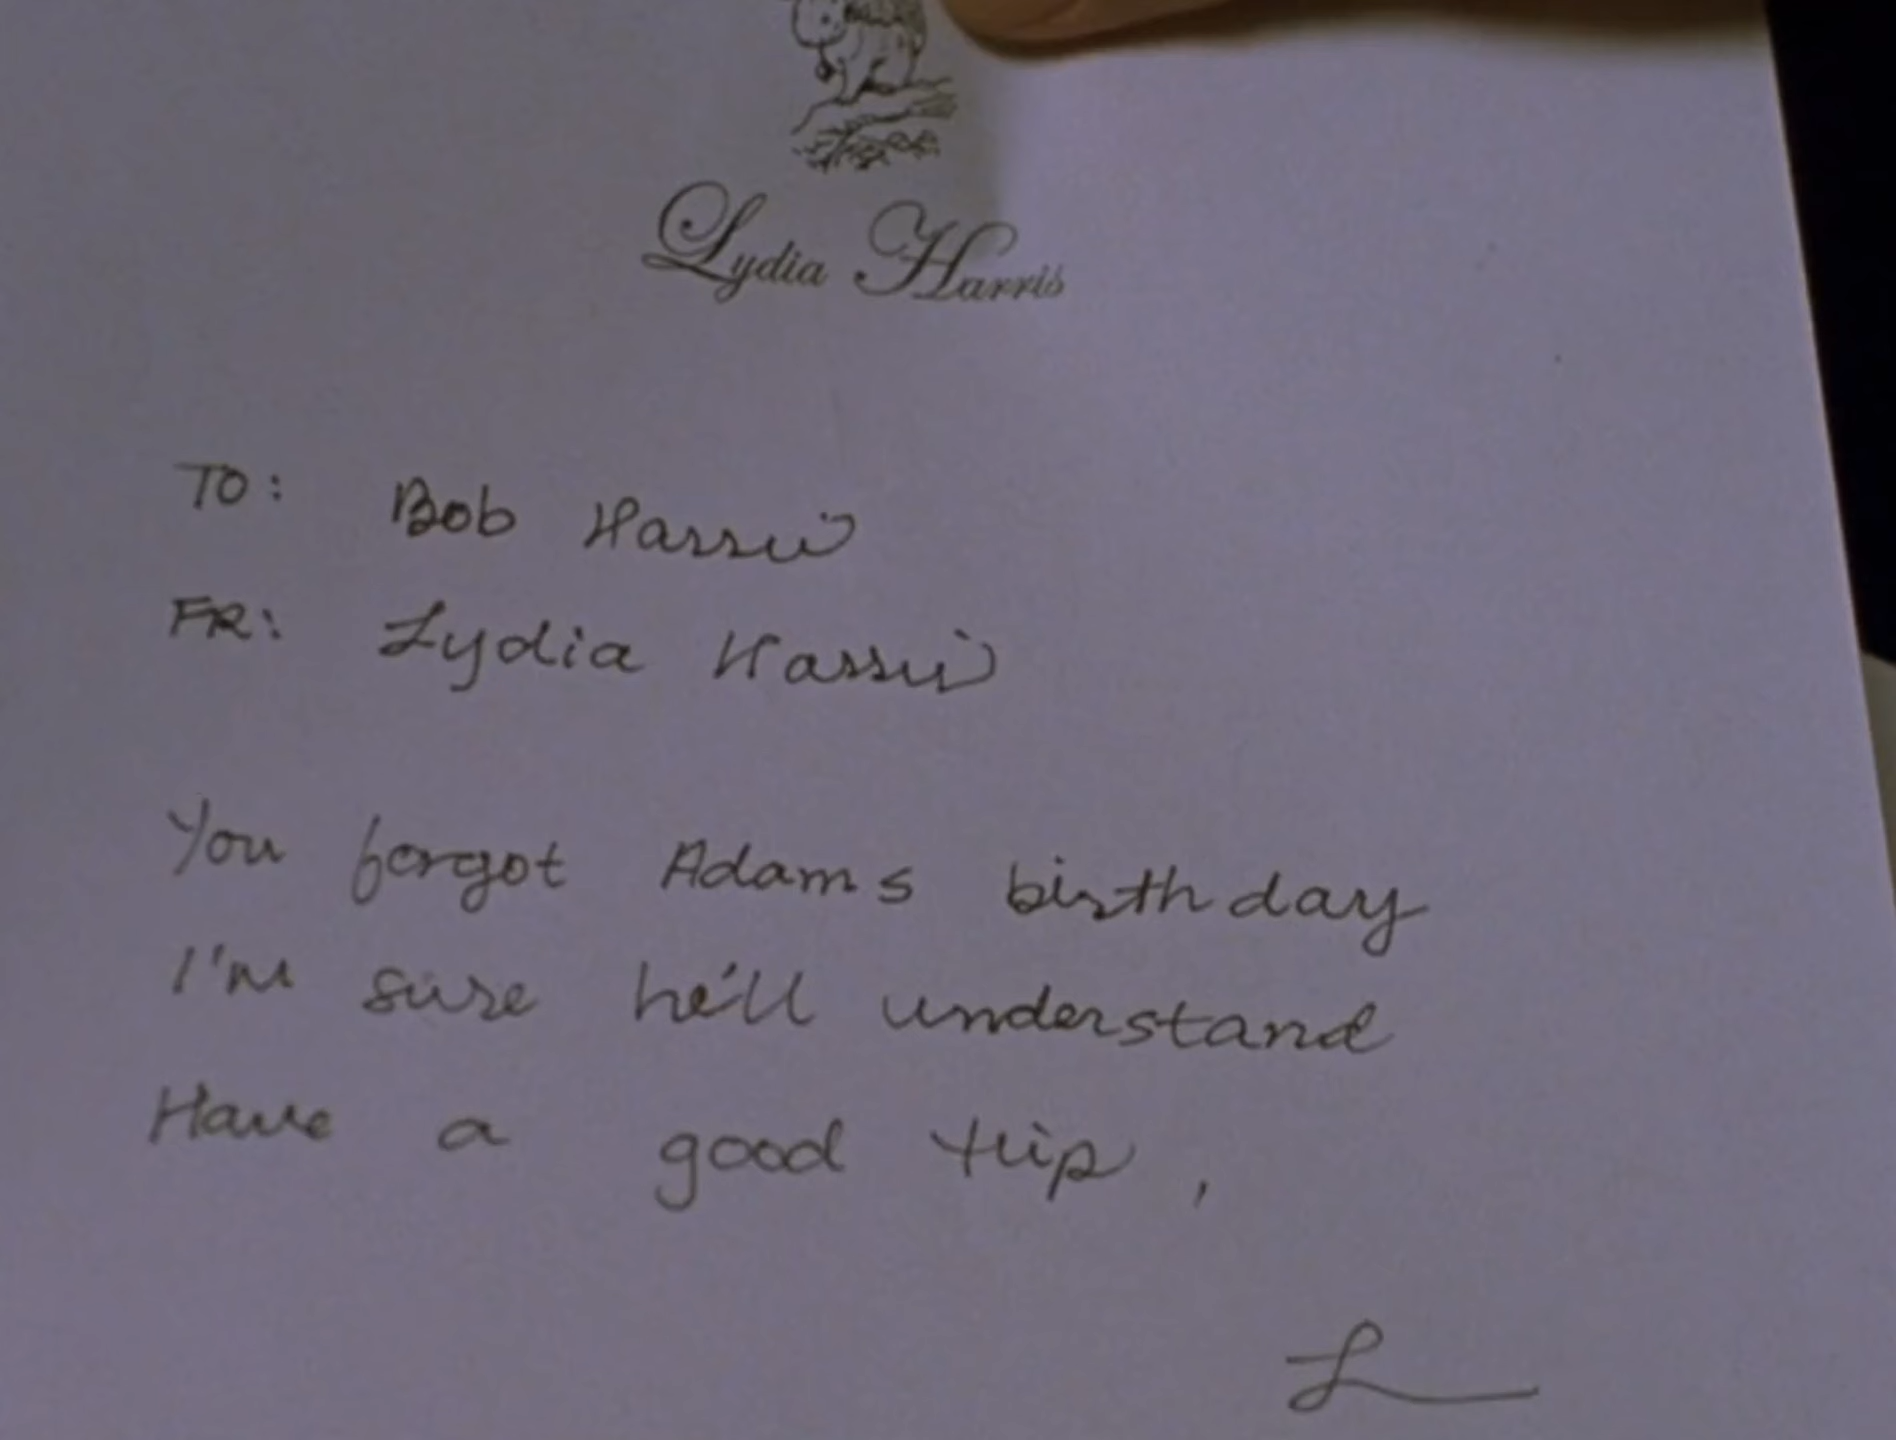 Lydia Harris
TO: Bob Harris
FR: Lydia Harris
You forgot Adams birthday
I'm sure he'll understand
Have a good trip,
L